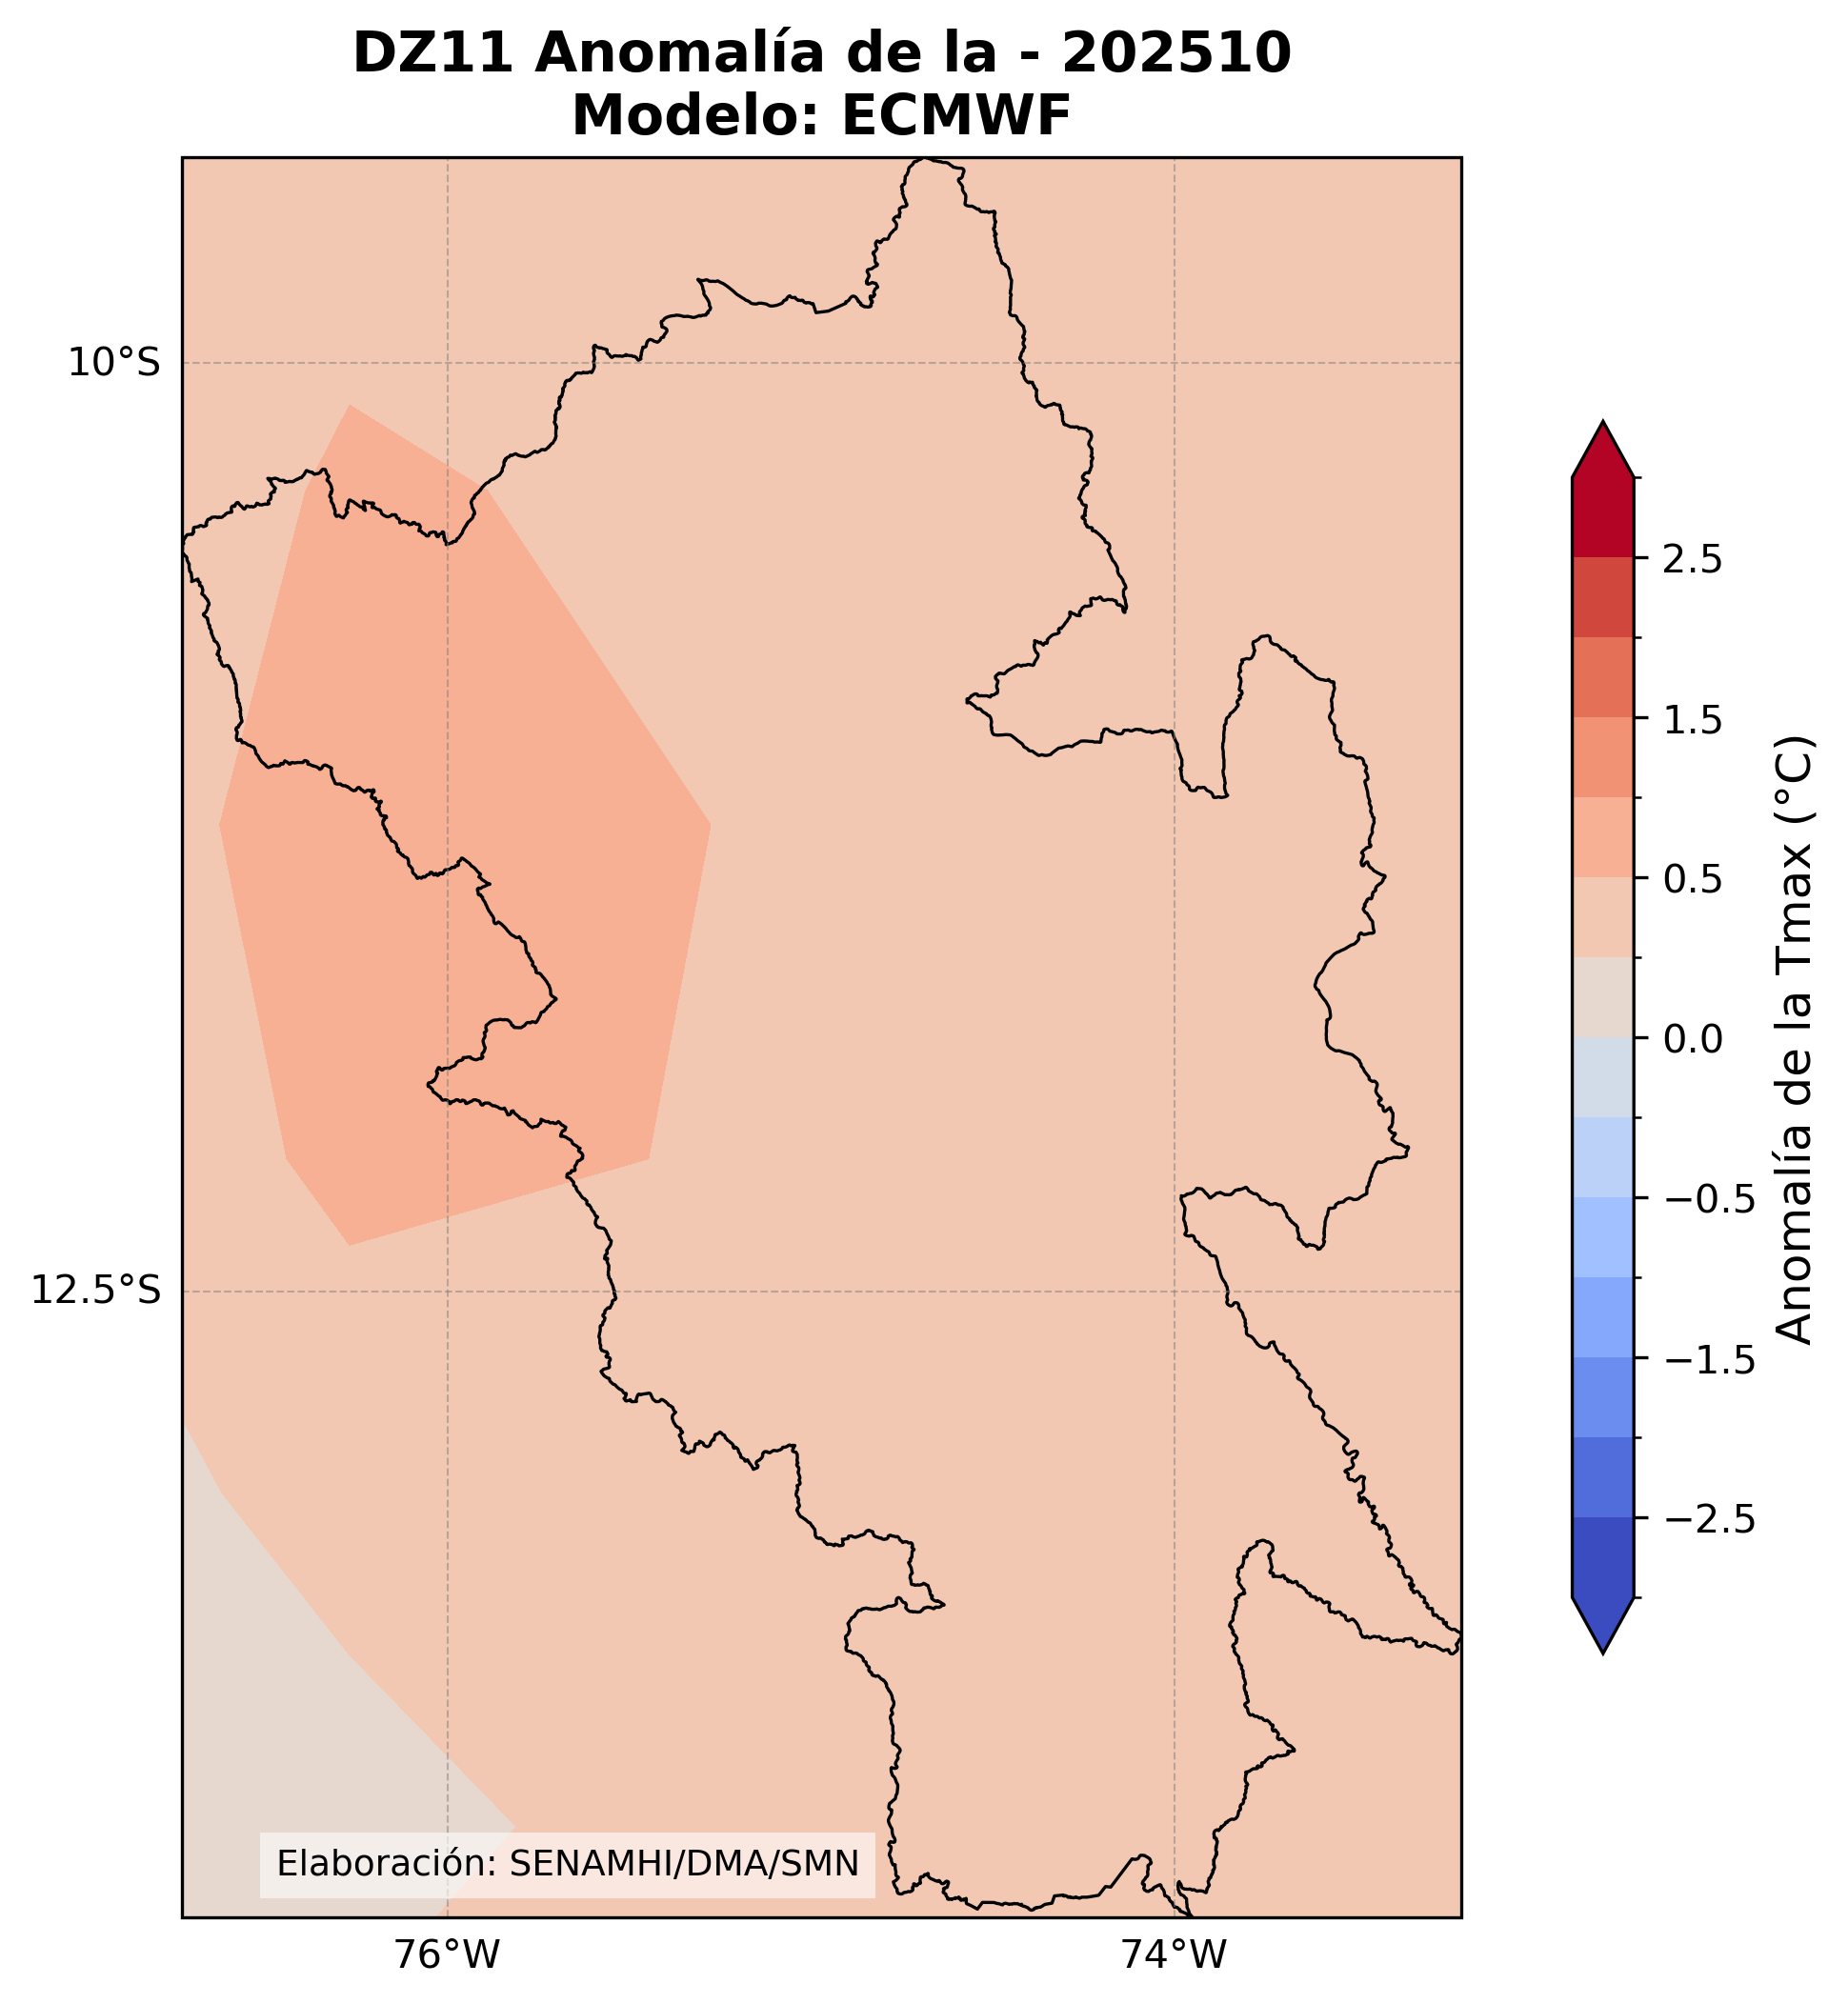 DZ11 Anomalía de la - 202510
Modelo: ECMWF
10°S
12.5°S
76°W
74°W
Elaboración: SENAMHI/DMA/SMN
2.5
1.5
0.5
0.0
−0.5
−1.5
−2.5
Anomalía de la Tmax (°C)